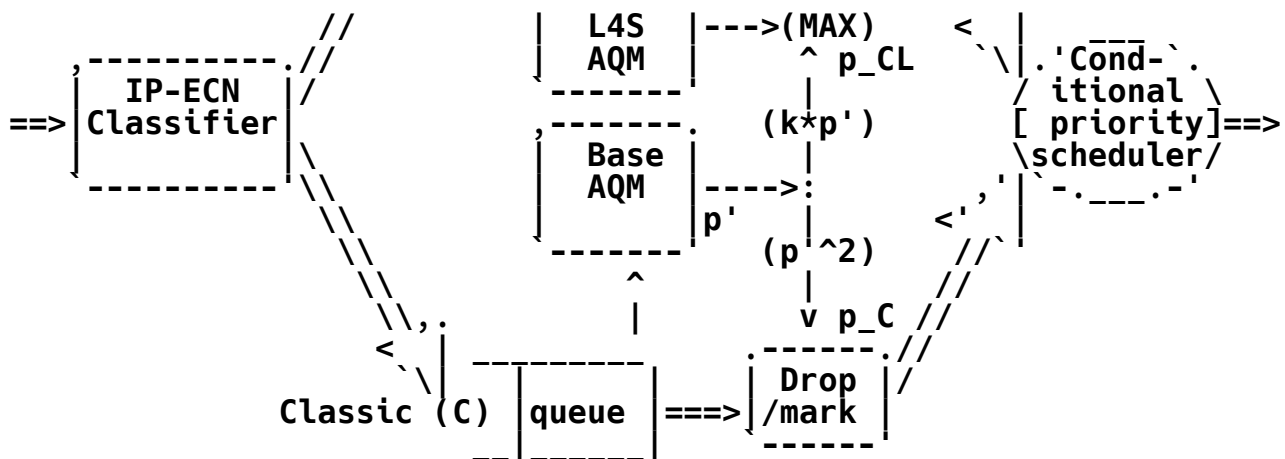 L4S (MAX)
AQM p_CL 'Cond-
IP-ECN itional
==>Classifier (k*p') [ priority]==>
Base scheduler/
AQM
p'
(p'^2)
v p_C
Drop
Classic (C) queue ===> /mark